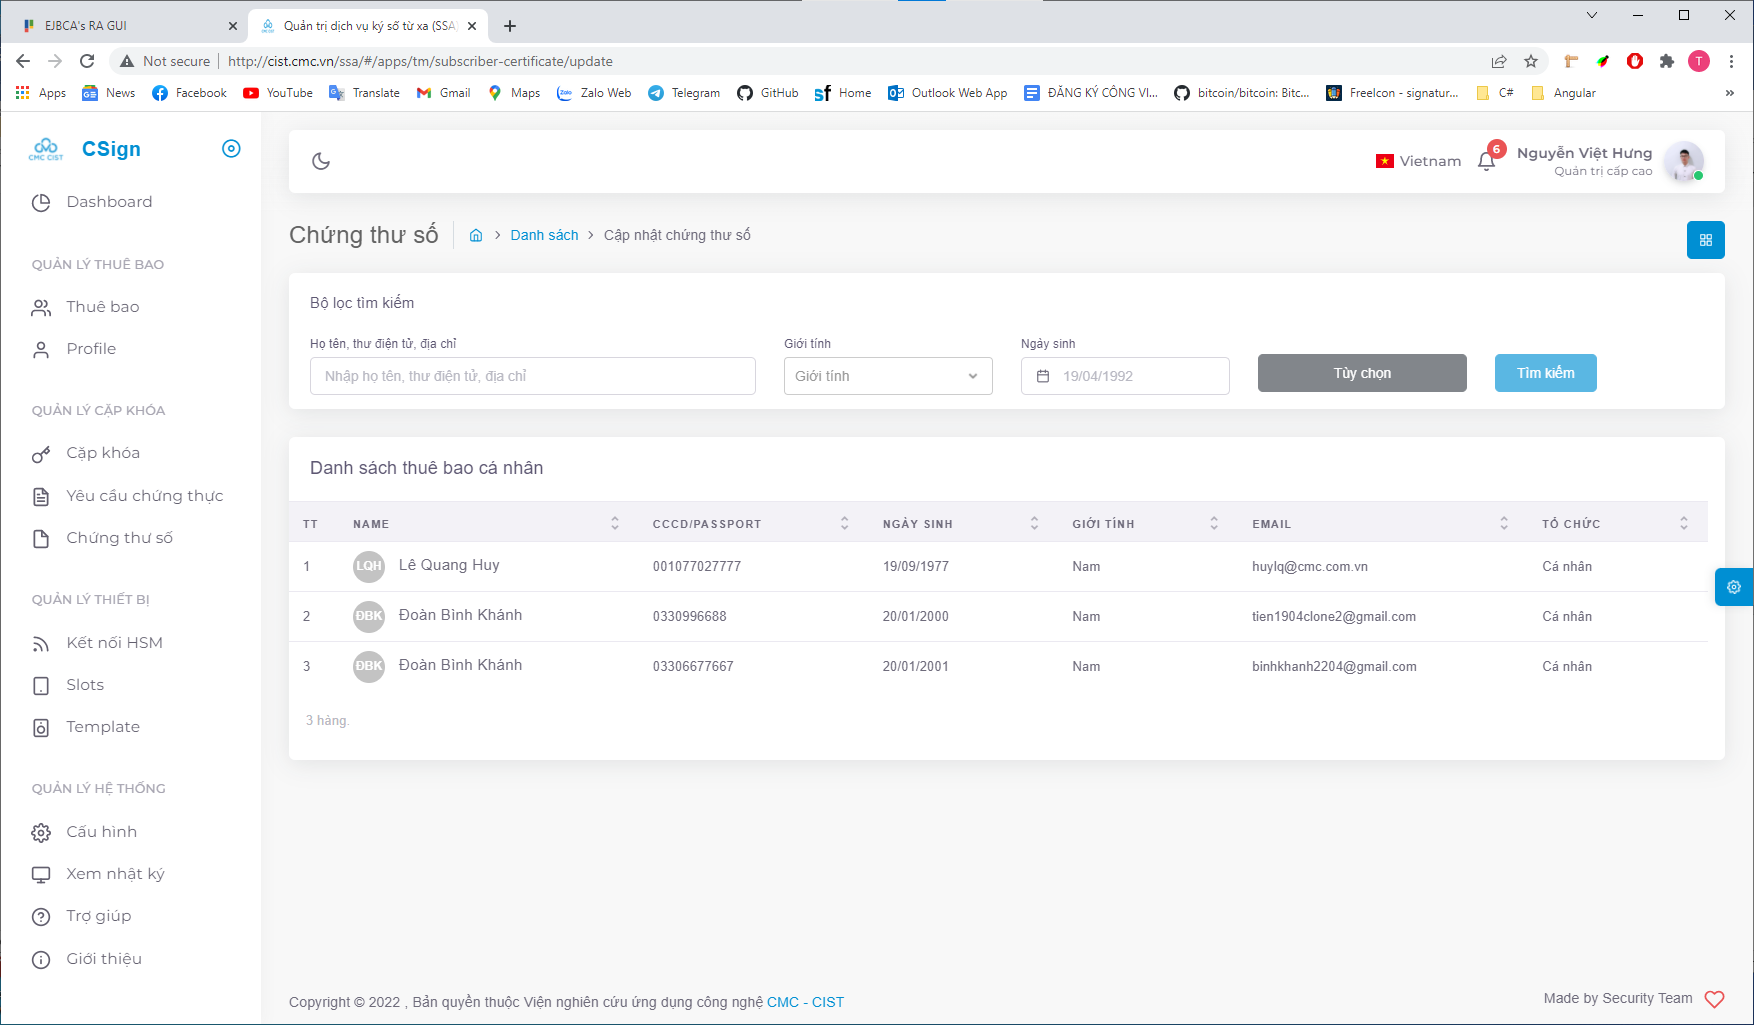 EJBCA's RA GUI
Quản trị dịch vụ ký số từ xa (SSA)
Not secure
http://cist.cmc.vn/ssa/#/apps/tm/subscriber-certificate/update
T
Apps
News
Facebook
YouTube
Translate
Gmail
Maps
Zalo Web
Telegram
GitHub
Home
Outlook Web App
ĐĂNG KÝ CÔNG VI...
bitcoin/bitcoin: Bitc...
FreeIcon - signatur...
C#
Angular
CMC CIST
CSign
Dashboard
QUẢN LÝ THUÊ BAO
Thuê bao
Profile
QUẢN LÝ CẶP KHÓA
Cặp khóa
Yêu cầu chứng thực
Chứng thư số
QUẢN LÝ THIẾT BỊ
Kết nối HSM
Slots
Template
QUẢN LÝ HỆ THỐNG
Cấu hình
Xem nhật ký
Trợ giúp
Giới thiệu
Vietnam
6
Nguyễn Việt Hưng
Quản trị cấp cao
Chứng thư số
Danh sách
Cập nhật chứng thư số
Bộ lọc tìm kiếm
Họ tên, thư điện tử, địa chỉ
Giới tính
Ngày sinh
Nhập họ tên, thư điện tử, địa chỉ
Giới tính
19/04/1992
Tùy chọn
Tìm kiếm
Danh sách thuê bao cá nhân
TT NAME CCCD/PASSPORT NGÀY SINH GIỚI TÍNH EMAIL TỔ CHỨC
1 LQH Lê Quang Huy 001077027777 19/09/1977 Nam huylq@cmc.com.vn Cá nhân
2 ĐBK Đoàn Bình Khánh 0330996688 20/01/2000 Nam tien1904clone2@gmail.com Cá nhân
3 ĐBK Đoàn Bình Khánh 03306677667 20/01/2001 Nam binhkhanh2204@gmail.com Cá nhân
3 hàng.
Copyright © 2022 , Bản quyền thuộc Viện nghiên cứu ứng dụng công nghệ CMC - CIST
Made by Security Team